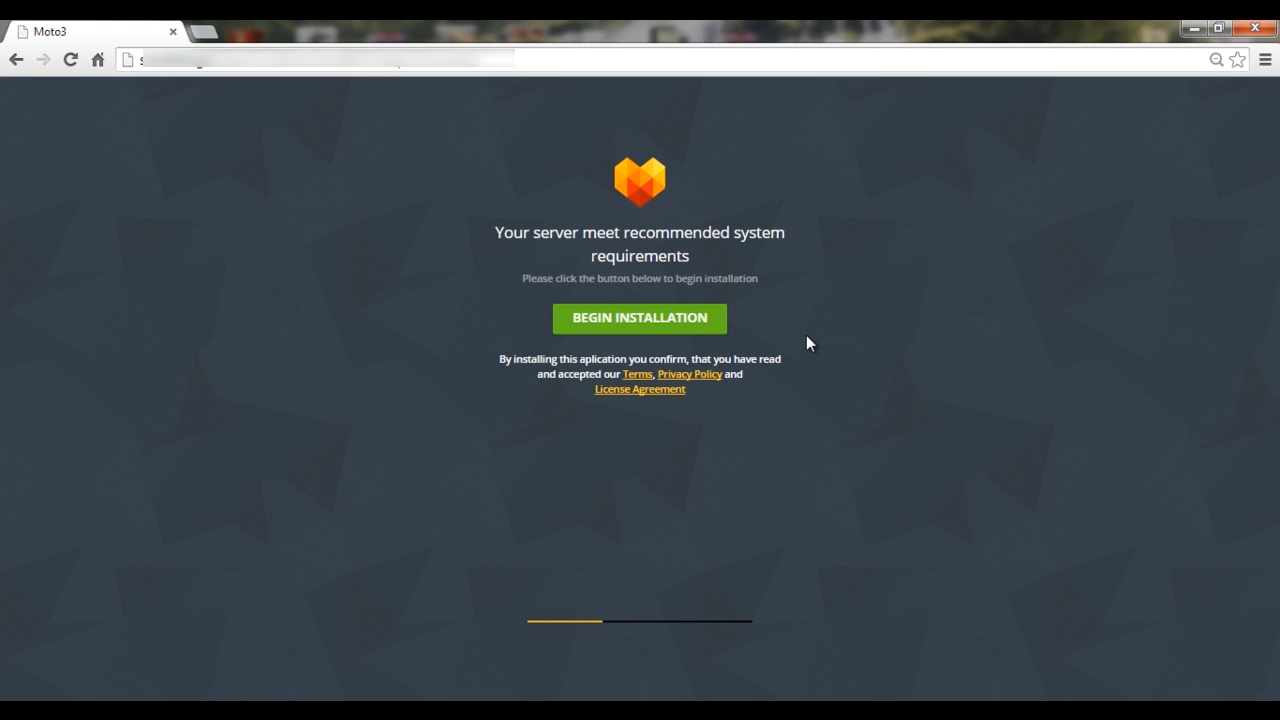 Moto3
Your server meet recommended system
requirements
Please click the button below to begin installation
BEGIN INSTALLATION
By installing this aplication you confirm, that you have read
and accepted our Terms, Privacy Policy and
License Agreement